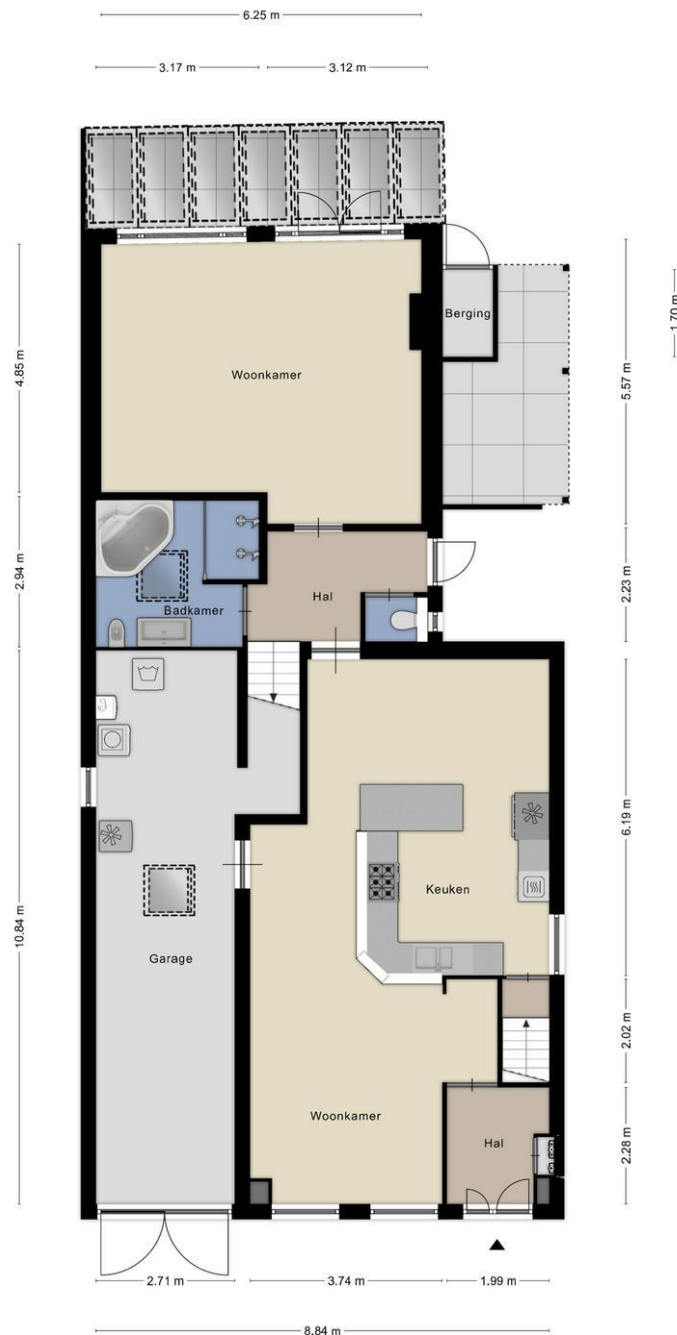 6.25 m
3.17 m
3.12 m
Berging
1.70 m
Woonkamer
4.85 m
5.57 m
2.94 m
Hal
Badkamer
2.23 m
6.19 m
Keuken
10.84 m
Garage
2.02 m
Woonkamer
Hal
2.28 m
2.71 m
3.74 m
1.99 m
8.84 m